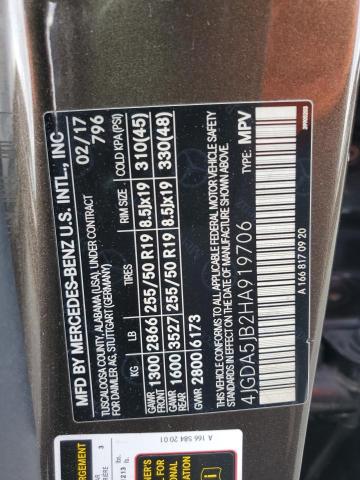 MFD BY MERCEDES-BENZ U.S. INTL., INC
TUSCALOOSA COUNTY, ALABAMA (USA), UNDER CONTRACT
FOR DAIMLER AG, STUTTGART (GERMANY)
02/17
796
KG LB TIRES RIM SIZE: COLD KPA(PSI)
GAWR FRONT 1300 2866 255/50 R19 8.5Jx19 310(45)
GAWR REAR 1600 3527 255/50 R19 8.5Jx19 330(48)
GVWR 2800 6173
THIS VEHICLE CONFORMS TO ALL APPLICABLE FEDERAL MOTOR VEHICLE SAFETY
STANDARDS IN EFFECT ON THE DATE OF MANUFACTURE SHOWN ABOVE.
4JGDA5JB2HA919706 TYPE: MPV
A 166 817 09 20
A 166 584 20 01
ARGEMENT
3
213
NER'S